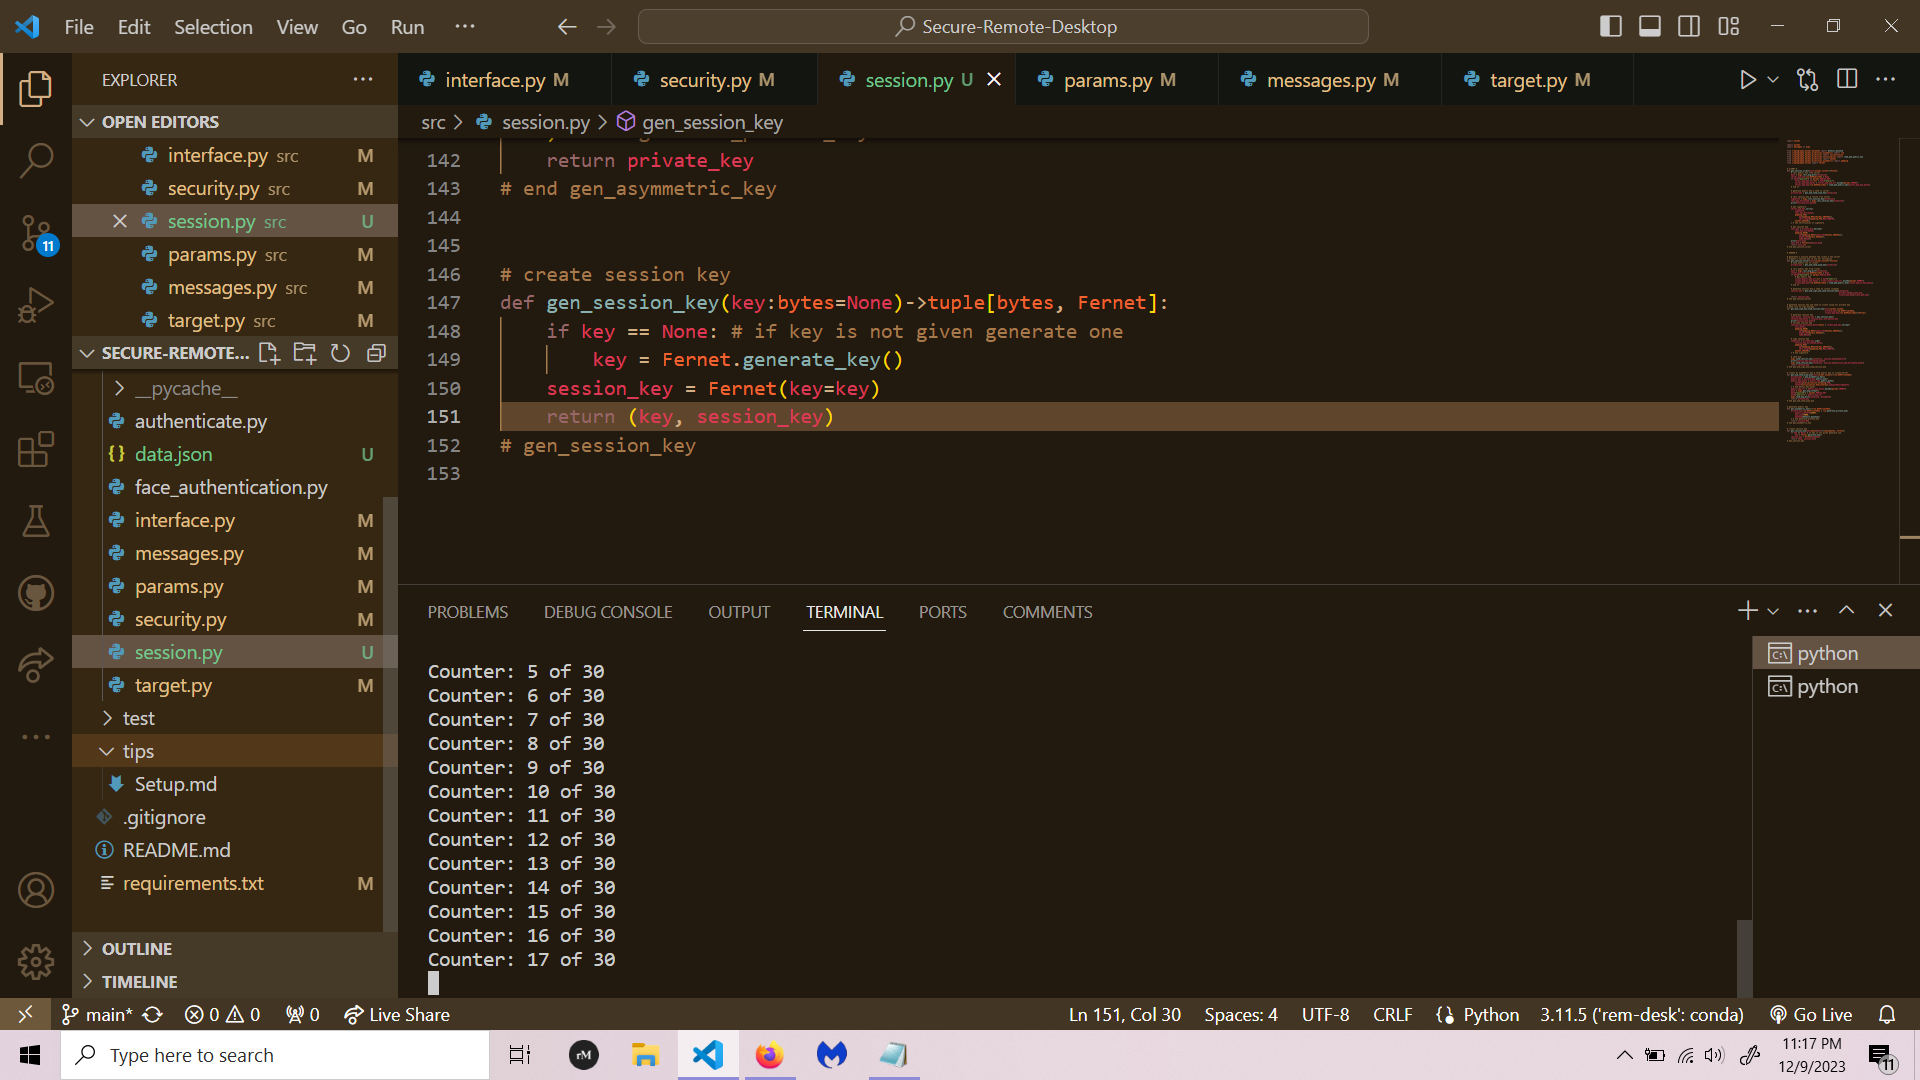 File Edit Selection View Go Run ... Secure-Remote-Desktop
EXPLORER
interface.py M security.py M session.py U params.py M messages.py M target.py M
src > session.py > gen_session_key
OPEN EDITORS
interface.py src M
security.py src M
session.py src U
params.py src M
messages.py src M
target.py src M
SECURE-REMOTE...
__pycache__
authenticate.py
{} data.json U
face_authentication.py
interface.py M
messages.py M
params.py M
security.py M
session.py U
target.py M
test
tips
Setup.md
.gitignore
README.md
requirements.txt M
OUTLINE
TIMELINE
11
142 return private_key
143 # end gen_asymmetric_key
144
145
146 # create session key
147 def gen_session_key(key:bytes=None)->tuple[bytes, Fernet]:
148 if key == None: # if key is not given generate one
149 key = Fernet.generate_key()
150 session_key = Fernet(key=key)
151 return (key, session_key)
152 # gen_session_key
153
PROBLEMS DEBUG CONSOLE OUTPUT TERMINAL PORTS COMMENTS
Counter: 5 of 30
Counter: 6 of 30
Counter: 7 of 30
Counter: 8 of 30
Counter: 9 of 30
Counter: 10 of 30
Counter: 11 of 30
Counter: 12 of 30
Counter: 13 of 30
Counter: 14 of 30
Counter: 15 of 30
Counter: 16 of 30
Counter: 17 of 30
python
python
main* 0 0 0 Live Share Ln 151, Col 30 Spaces: 4 UTF-8 CRLF Python 3.11.5 ('rem-desk': conda) Go Live
Type here to search rM 11:17 PM
12/9/2023 11